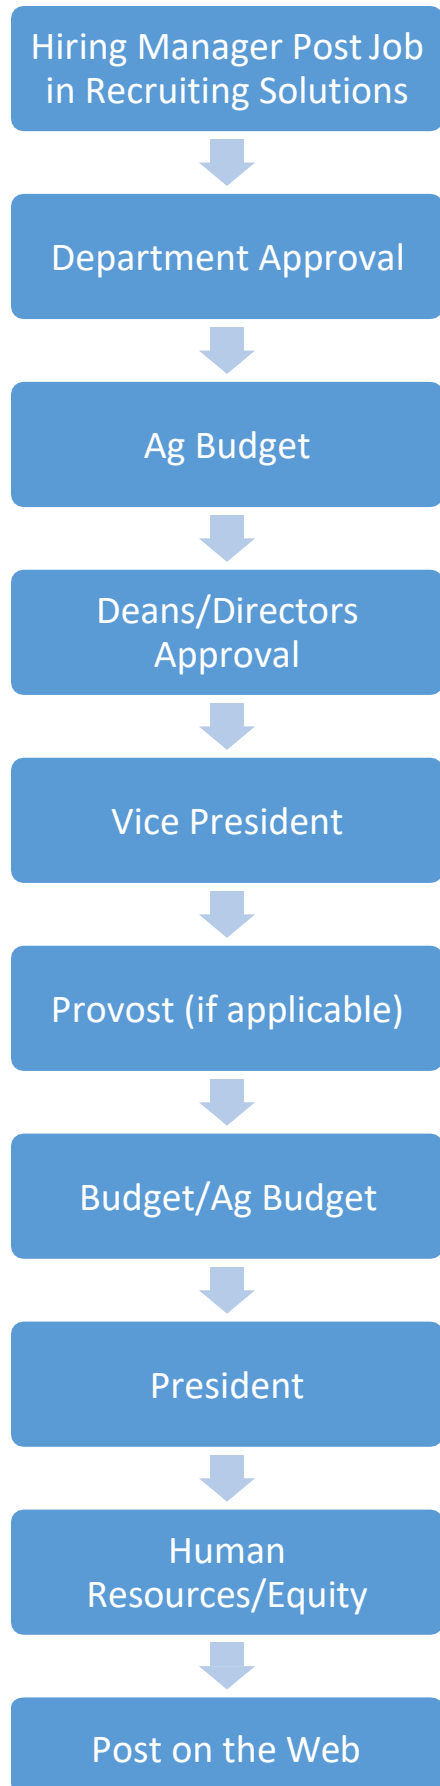 Hiring Manager Post Job
in Recruiting Solutions
Department Approval
Ag Budget
Deans/Directors
Approval
Vice President
Provost (if applicable)
Budget/Ag Budget
President
Human
Resources/Equity
Post on the Web